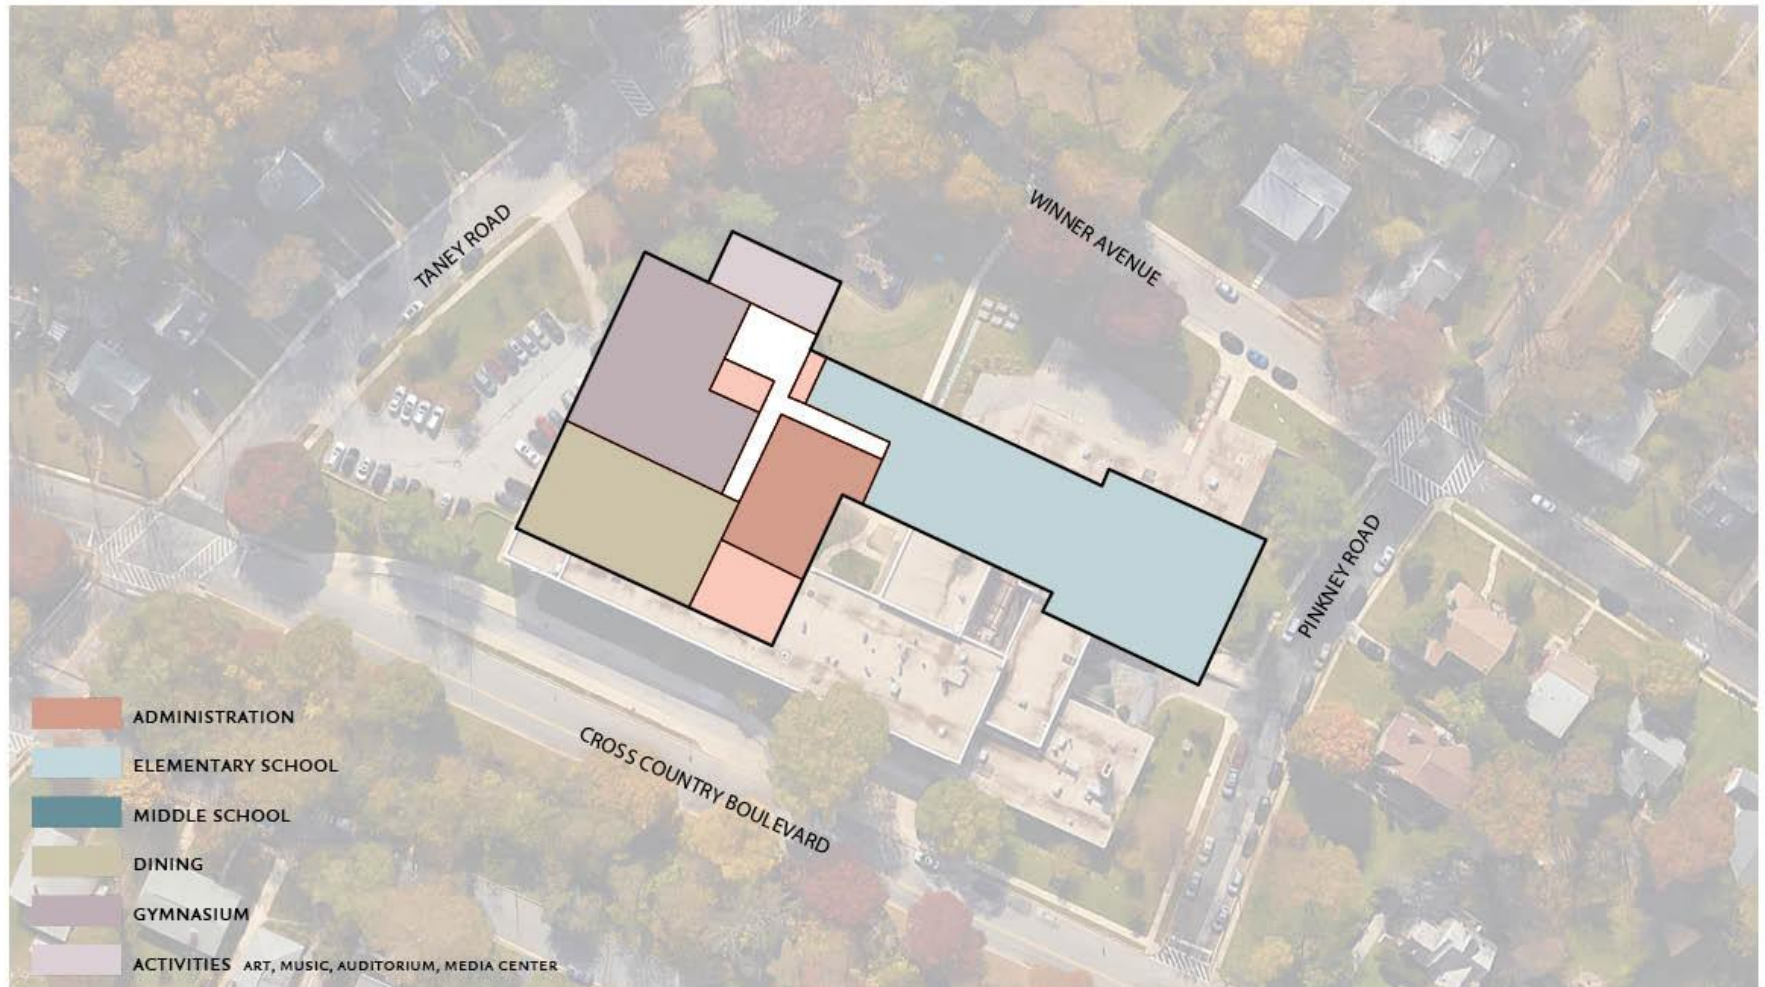 TANEY ROAD
WINNER AVENUE
PINKNEY ROAD
CROSS COUNTRY BOULEVARD
ADMINISTRATION
ELEMENTARY SCHOOL
MIDDLE SCHOOL
DINING
GYMNASIUM
ACTIVITIES ART, MUSIC, AUDITORIUM, MEDIA CENTER